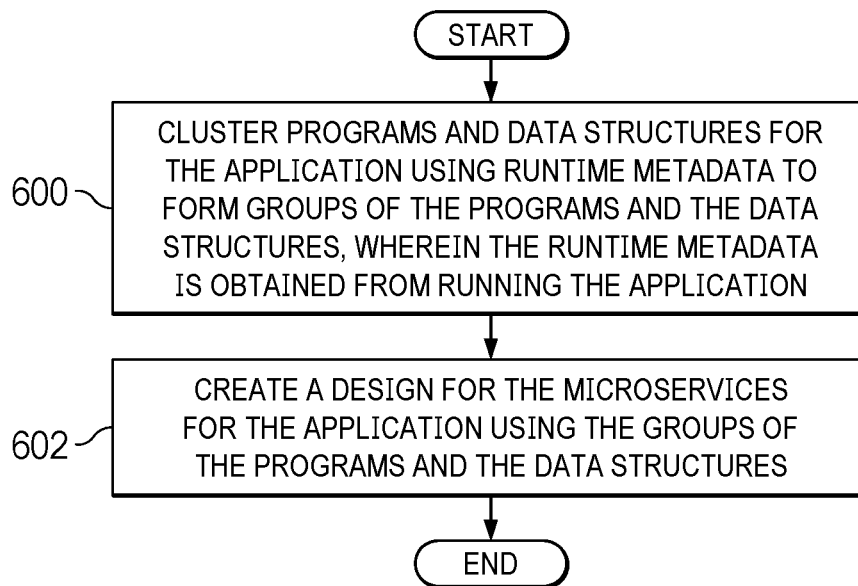 START
600
CLUSTER PROGRAMS AND DATA STRUCTURES FOR
THE APPLICATION USING RUNTIME METADATA TO
FORM GROUPS OF THE PROGRAMS AND THE DATA
STRUCTURES, WHEREIN THE RUNTIME METADATA
IS OBTAINED FROM RUNNING THE APPLICATION
602
CREATE A DESIGN FOR THE MICROSERVICES
FOR THE APPLICATION USING THE GROUPS OF
THE PROGRAMS AND THE DATA STRUCTURES
END